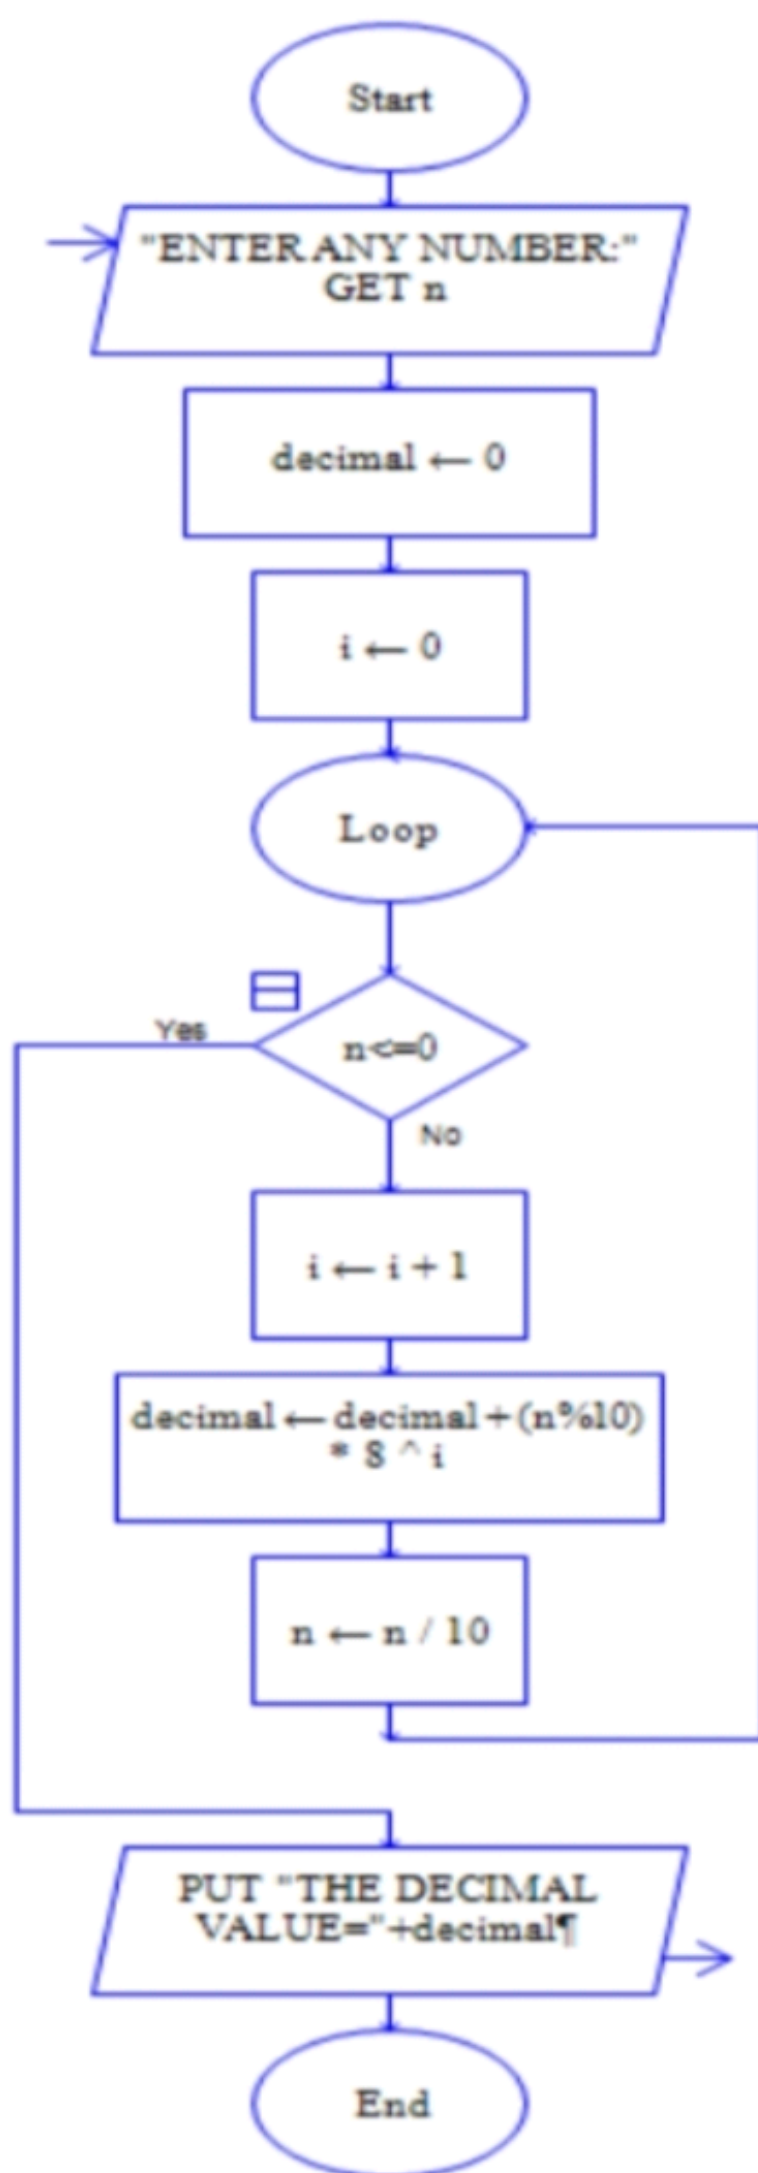 Start
"ENTER ANY NUMBER:"
GET n
decimal ← 0
i ← 0
Loop
Yes
n<=0
No
i ← i + 1
decimal ← decimal + (n%10)
* 8 ^ i
n ← n / 10
PUT "THE DECIMAL
VALUE="+decimal¶
End